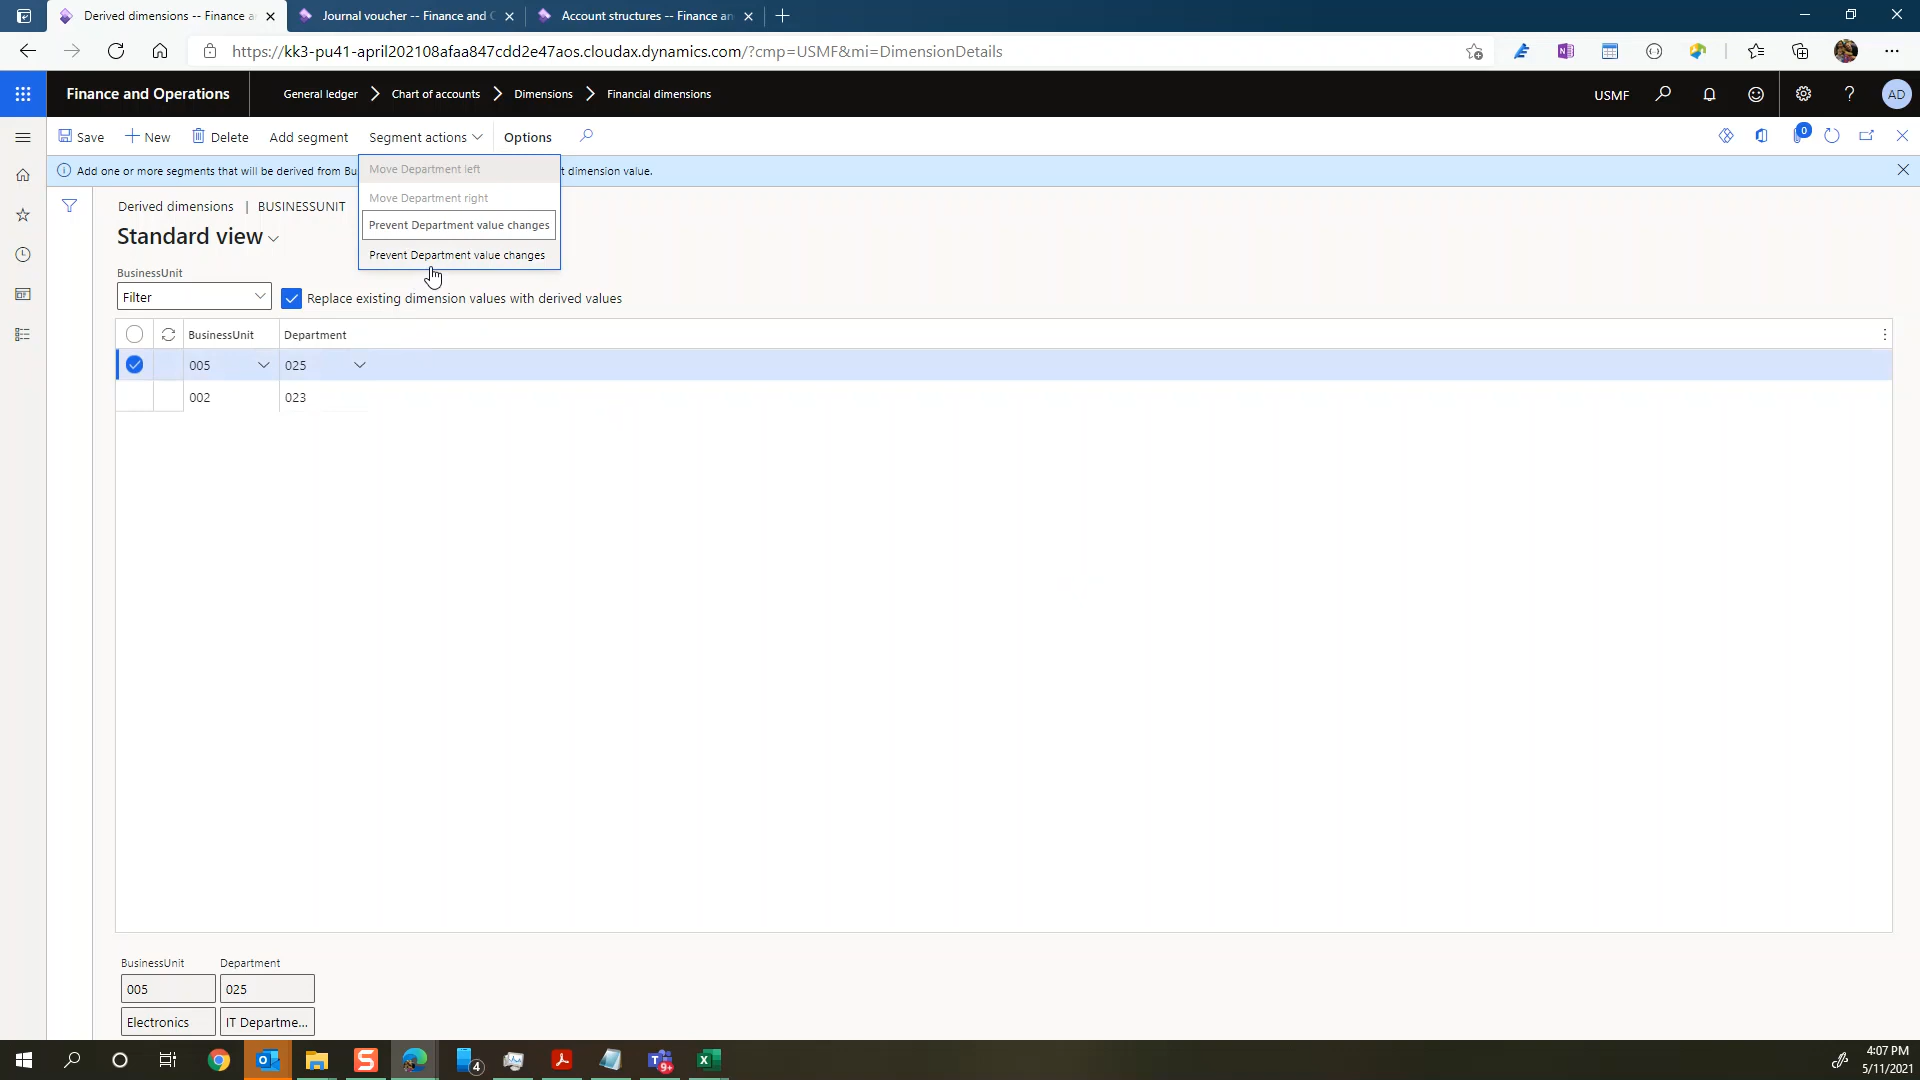 Derived dimensions -- Finance a
Journal voucher -- Finance and
Account structures -- Finance an
https://kk3-pu41-april202108afaa847cdd2e47aos.cloudax.dynamics.com/?cmp=USMF&mi=DimensionDetails
Finance and Operations
General ledger
Chart of accounts
Dimensions
Financial dimensions
USMF
?
AD
Save
New
Delete
Add segment
Segment actions
Options
0
Add one or more segments that will be derived from Bu
t dimension value.
Move Department left
Move Department right
Prevent Department value changes
Prevent Department value changes
Derived dimensions | BUSINESSUNIT
Standard view
BusinessUnit
Filter
Replace existing dimension values with derived values
BusinessUnit Department
005 025
002 023
BusinessUnit Department
005 025
Electronics IT Departme...
4
9+
4:07 PM
5/11/2021